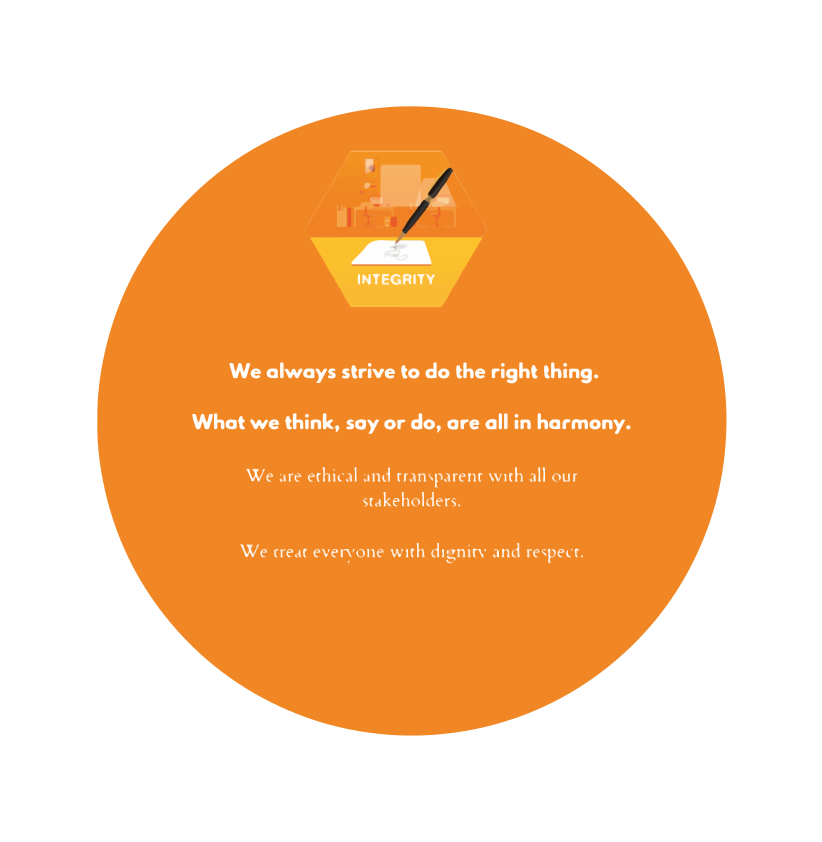 INTEGRITY
We always strive to do the right thing.
What we think, say or do, are all in harmony.
We are ethical and transparent with all our
stakeholders.
We treat everyone with dignity and respect.